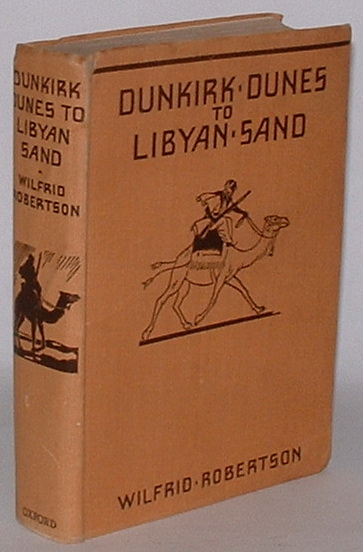 DUNKIRK
DUNES TO
LIBYAN
SAND
WILFRID
ROBERTSON
OXFORD
DUNKIRK·DUNES
TO
LIBYAN·SAND
WILFRID·ROBERTSON